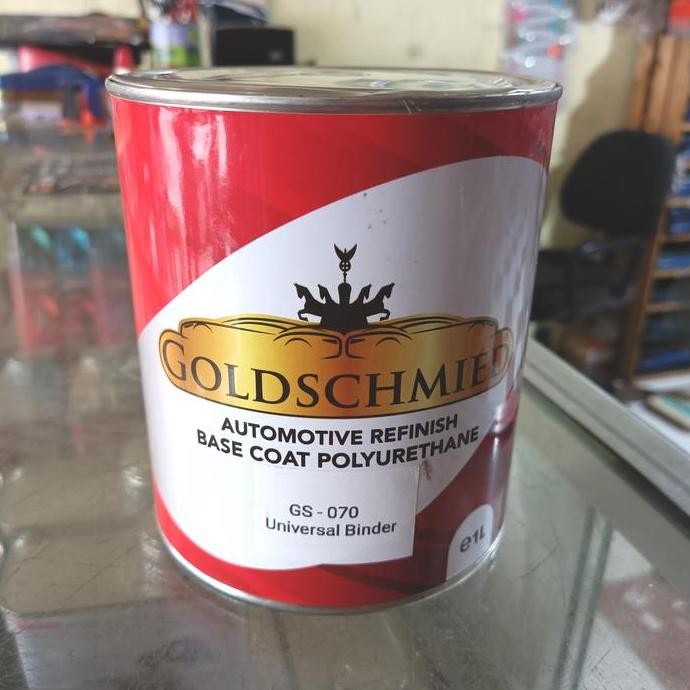 GOLDSCHMIED
AUTOMOTIVE REFINISH
BASE COAT POLYURETHANE
GS - 070
Universal Binder
e1L